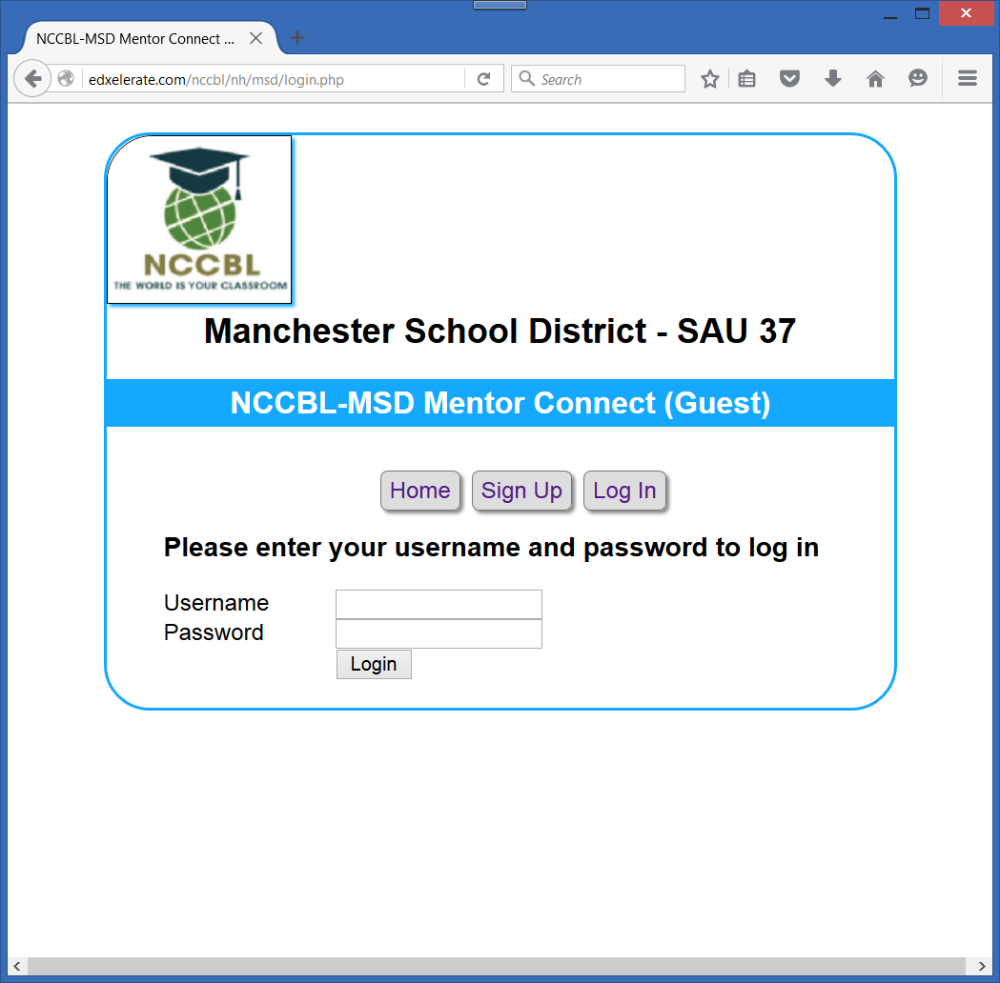 NCCBL-MSD Mentor Connect ...
edxelerate.com/nccbl/nh/msd/login.php
Search
NCCBL
THE WORLD IS YOUR CLASSROOM
Manchester School District - SAU 37
NCCBL-MSD Mentor Connect (Guest)
Home Sign Up Log In
Please enter your username and password to log in
Username
Password
Login